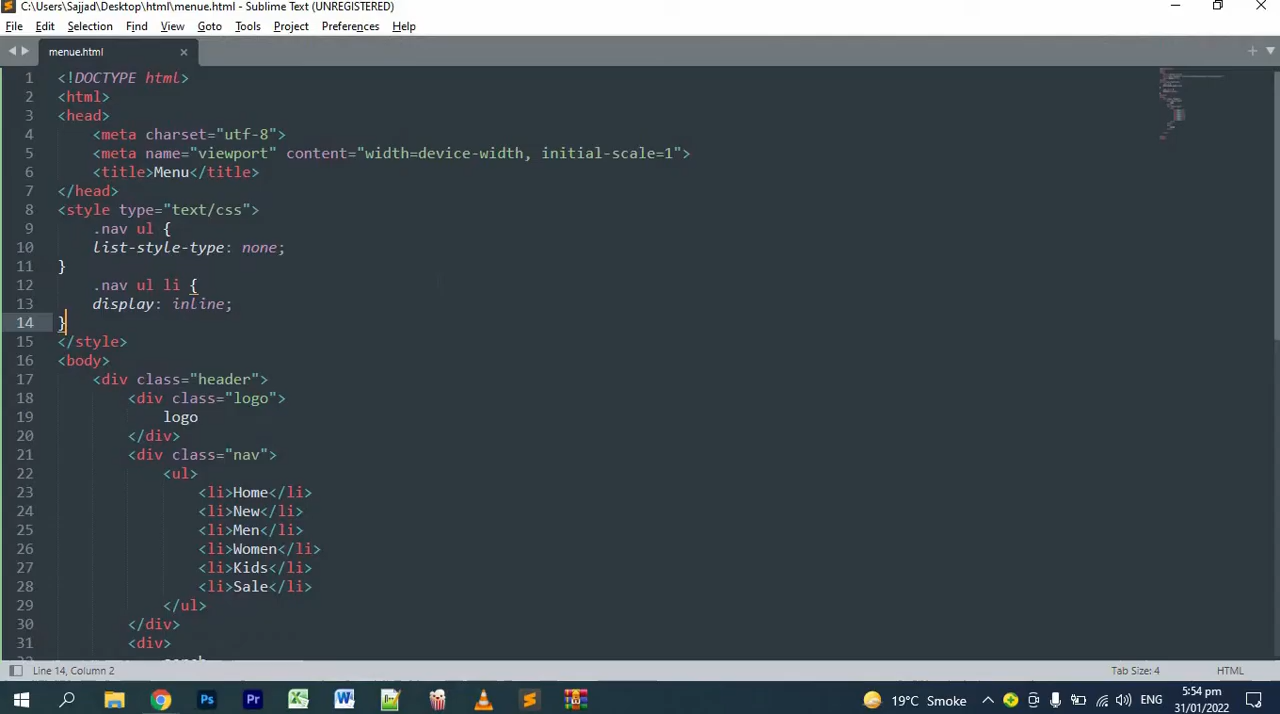 C:\Users\Sajjad\Desktop\html\menue.html - Sublime Text (UNREGISTERED)
File Edit Selection Find View Goto Tools Project Preferences Help
menue.html
1 <!DOCTYPE html>
2 <html>
3 <head>
4 <meta charset="utf-8">
5 <meta name="viewport" content="width=device-width, initial-scale=1">
6 <title>Menu</title>
7 </head>
8 <style type="text/css">
9 .nav ul {
10 list-style-type: none;
11 }
12 .nav ul li {
13 display: inline;
14 }
15 </style>
16 <body>
17 <div class="header">
18 <div class="logo">
19 logo
20 </div>
21 <div class="nav">
22 <ul>
23 <li>Home</li>
24 <li>New</li>
25 <li>Men</li>
26 <li>Women</li>
27 <li>Kids</li>
28 <li>Sale</li>
29 </ul>
30 </div>
31 <div>
Line 14, Column 2 Tab Size: 4 HTML
19°C Smoke ENG 5:54 pm
31/01/2022